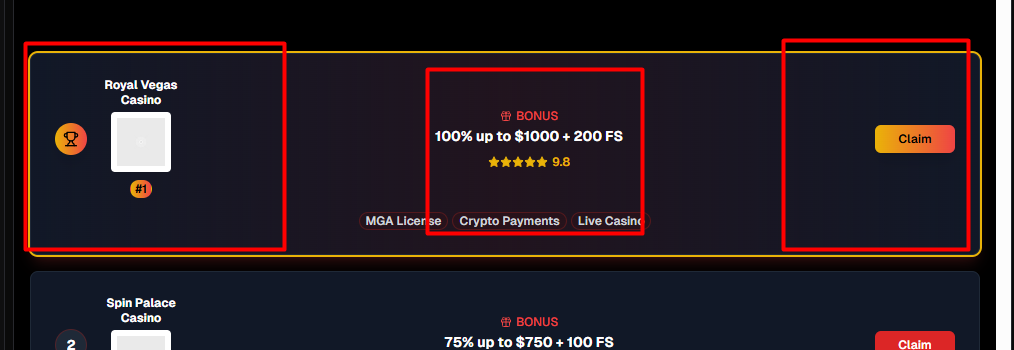 Royal Vegas
Casino
#1
BONUS
100% up to $1000 + 200 FS
9.8
MGA License Crypto Payments Live Casino
Claim
Spin Palace
Casino
2
BONUS
75% up to $750 + 100 FS
Claim